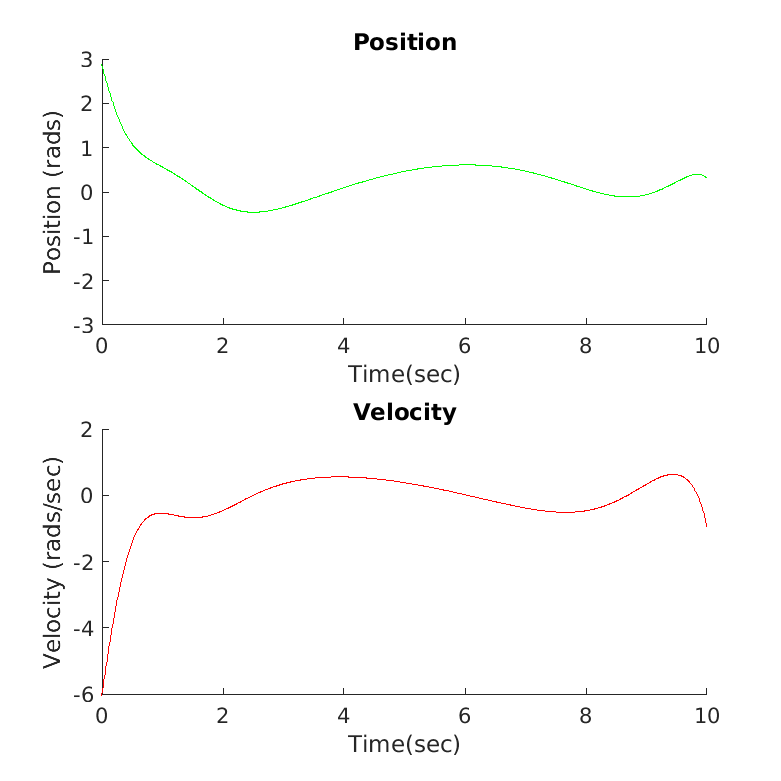 Position
3
2
1
0
-1
-2
-3
Position (rads)
0 2 4 6 8 10
Time(sec)
Velocity
2
0
-2
-4
-6
Velocity (rads/sec)
0 2 4 6 8 10
Time(sec)